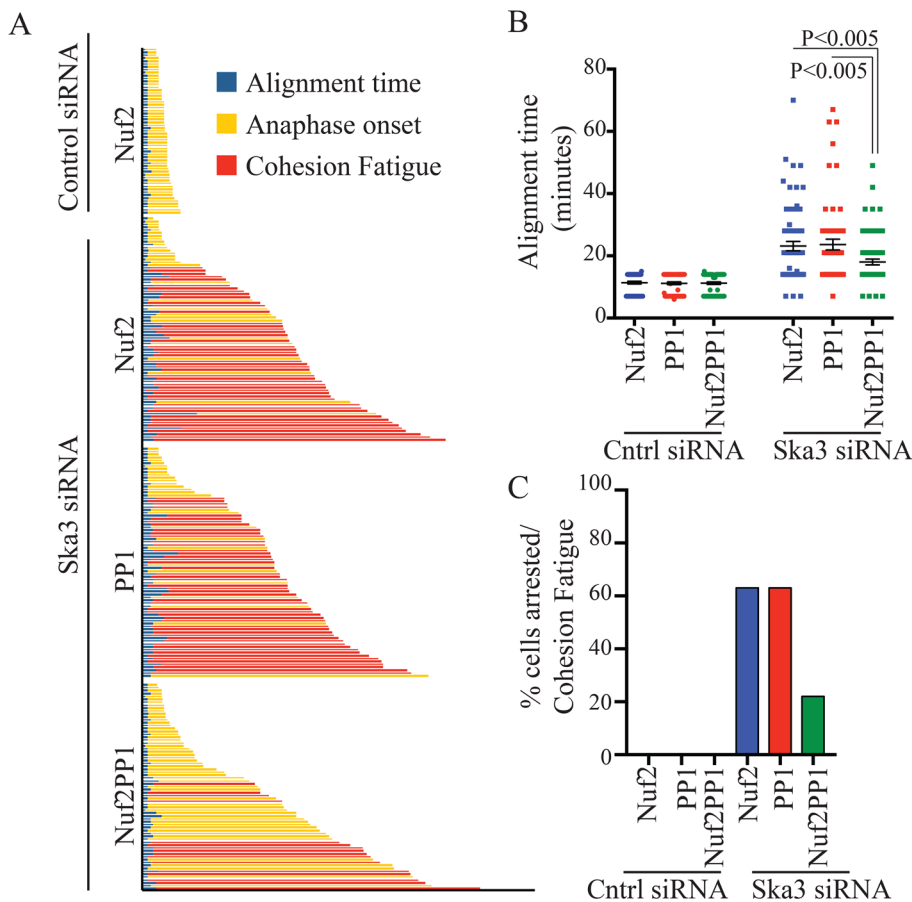 A
Control siRNA
Nuf2
Alignment time
Anaphase onset
Cohesion Fatigue
Ska3 siRNA
Nuf2
PP1
Nuf2PP1
B
P<0.005
P<0.005
Alignment time
(minutes)
80
60
40
20
0
Nuf2
PP1
Nuf2PP1
Nuf2
PP1
Nuf2PP1
Cntrl siRNA
Ska3 siRNA
C
% cells arrested/
Cohesion Fatigue
100
80
60
40
20
0
Nuf2
PP1
Nuf2PP1
Nuf2
PP1
Nuf2PP1
Cntrl siRNA
Ska3 siRNA